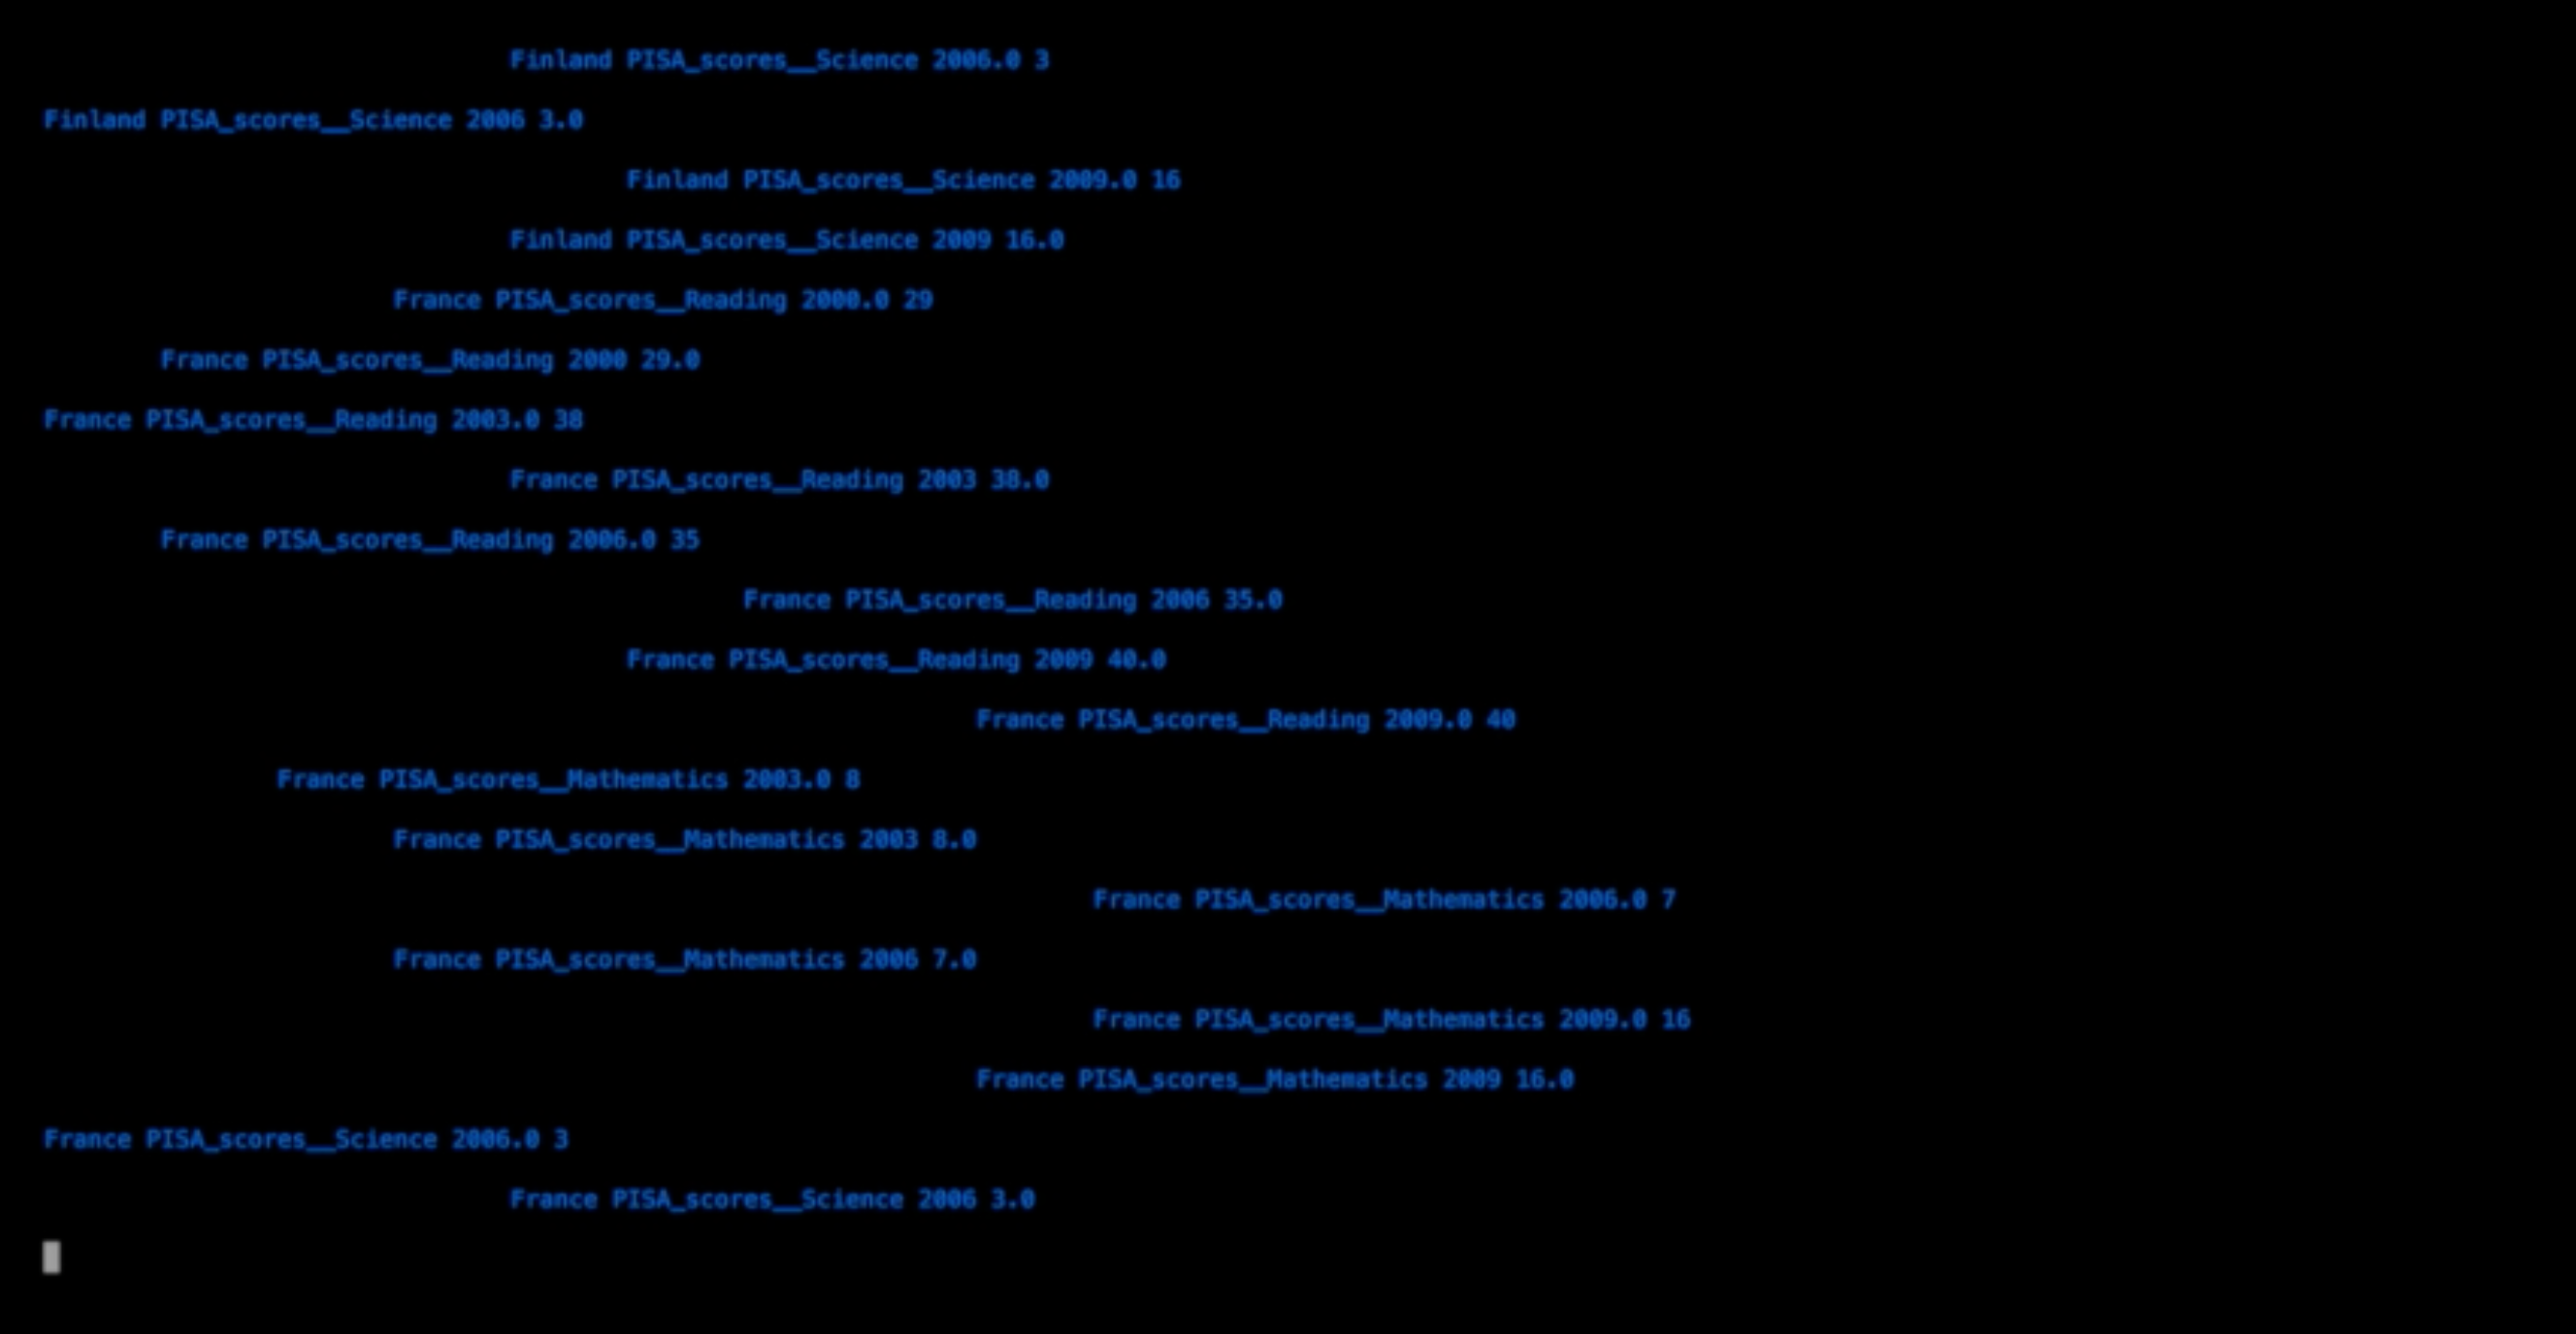 Finland PISA_scores__Science 2006.0 3
Finland PISA_scores__Science 2006 3.0
Finland PISA_scores__Science 2009.0 16
Finland PISA_scores__Science 2009 16.0
France PISA_scores__Reading 2000.0 29
France PISA_scores__Reading 2000 29.0
France PISA_scores__Reading 2003.0 38
France PISA_scores__Reading 2003 38.0
France PISA_scores__Reading 2006.0 35
France PISA_scores__Reading 2006 35.0
France PISA_scores__Reading 2009 40.0
France PISA_scores__Reading 2009.0 40
France PISA_scores__Mathematics 2003.0 8
France PISA_scores__Mathematics 2003 8.0
France PISA_scores__Mathematics 2006.0 7
France PISA_scores__Mathematics 2006 7.0
France PISA_scores__Mathematics 2009.0 16
France PISA_scores__Mathematics 2009 16.0
France PISA_scores__Science 2006.0 3
France PISA_scores__Science 2006 3.0